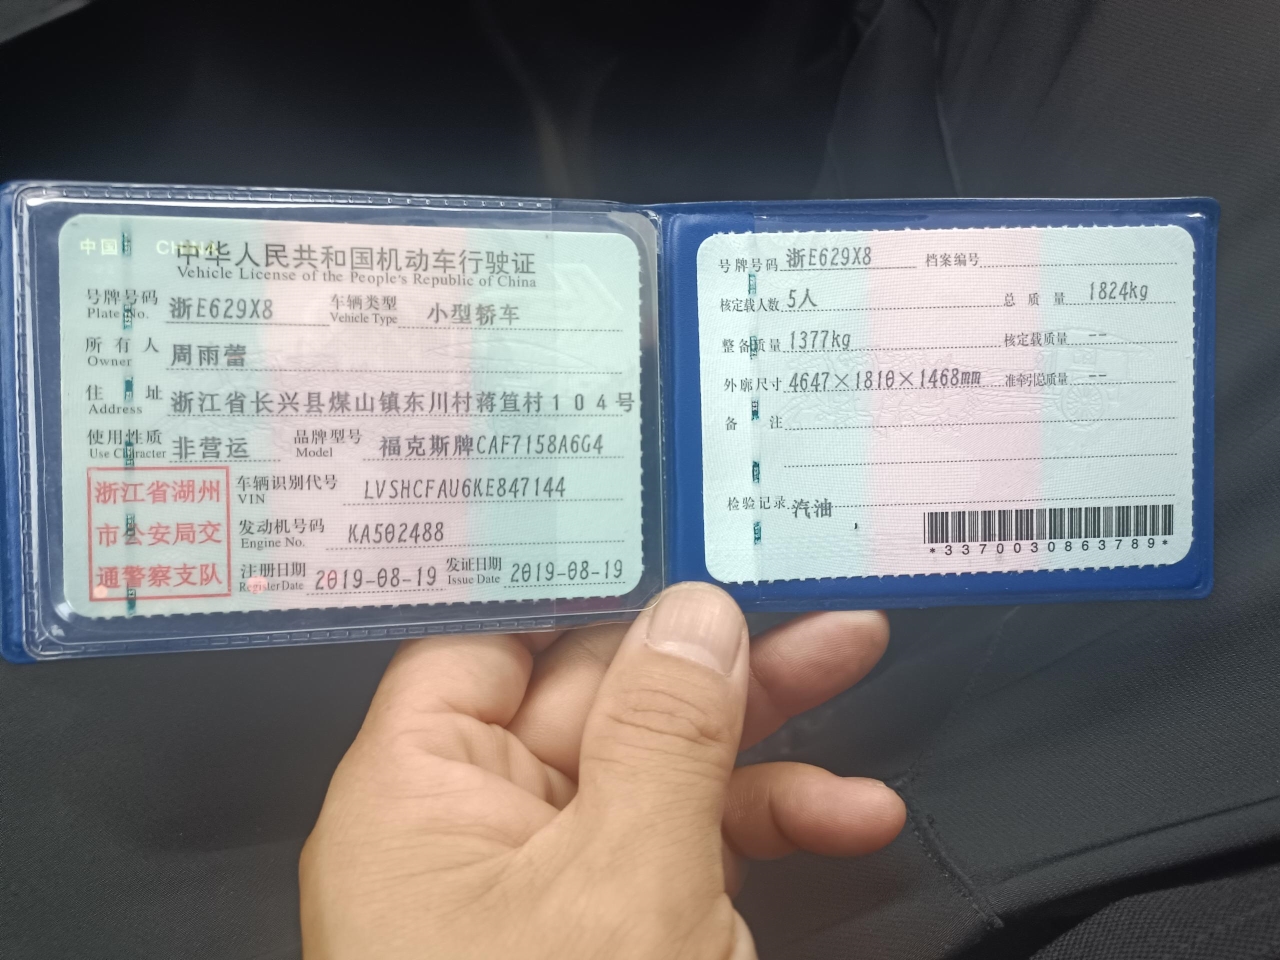 中国 CHINA
中华人民共和国机动车行驶证
Vehicle License of the People's Republic of China
号牌号码 浙E629X8 车辆类型 小型轿车
Plate No. Vehicle Type
所有人 周雨蕾
Owner
住址 浙江省长兴县煤山镇东川村蒋笪村104号
Address
使用性质 非营运 品牌型号 福克斯牌CAF7158A6G4
Use Character Model
浙江省湖州
市公安局交
通警察支队
车辆识别代号 LVSHCFAU6KE847144
VIN
发动机号码 KA502488
Engine No.
注册日期 2019-08-19 发证日期 2019-08-19
Register Date Issue Date
号牌号码 浙E629X8 档案编号
核定载人数 5人 总质量 1824kg
整备质量 1377kg 核定载质量 --
外廓尺寸 4647×1810×1468mm 准牵引总质量 --
备注
检验记录 汽油
*3370030863789*